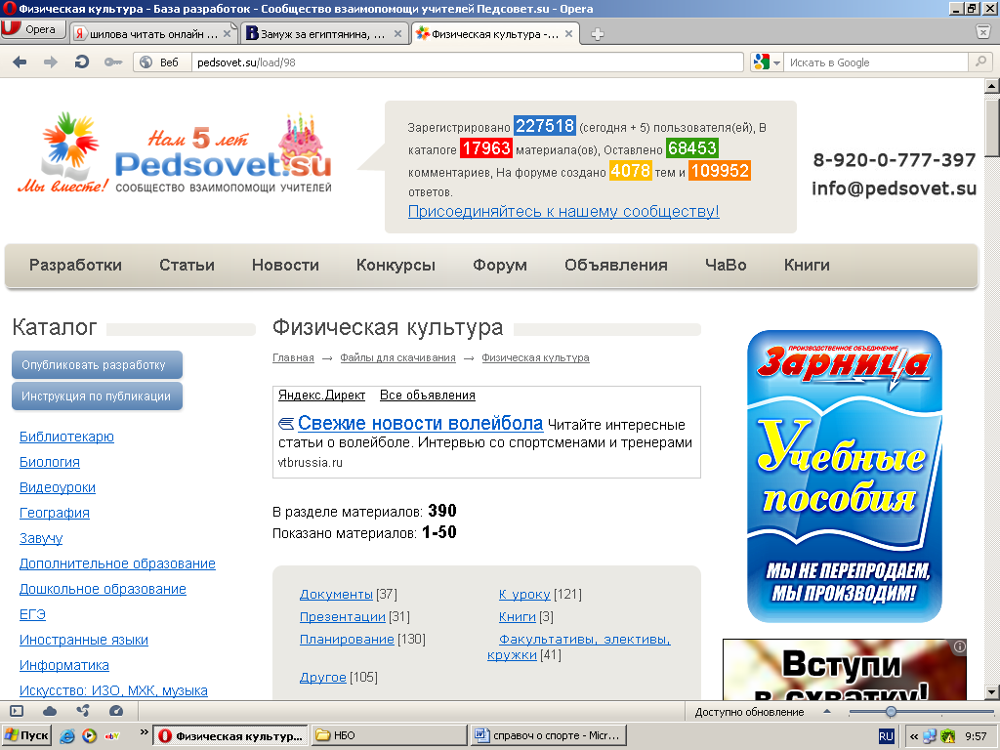 Физическая культура - База разработок - Сообщество взаимопомощи учителей Педсовет.su - Opera
Opera
шилова читать онлайн ...
Замуж за египтянина, ...
Физическая культура -...
Веб
pedsovet.su/load/98
Искать в Google
Нам 5 лет
Pedsovet.su
Мы вместе!
СООБЩЕСТВО ВЗАИМОПОМОЩИ УЧИТЕЛЕЙ
Зарегистрировано 227518 (сегодня + 5) пользователя(ей), В
каталоге 17963 материала(ов), Оставлено 68453
комментариев, На форуме создано 4078 тем и 109952
ответов.
Присоединяйтесь к нашему сообществу!
8-920-0-777-397
info@pedsovet.su
Разработки Статьи Новости Конкурсы Форум Объявления ЧаВо Книги
Каталог
Опубликовать разработку
Инструкция по публикации
Библиотекарю
Биология
Видеоуроки
География
Завучу
Дополнительное образование
Дошкольное образование
ЕГЭ
Иностранные языки
Информатика
Искусство: ИЗО, МХК, музыка
Физическая культура
Главная → Файлы для скачивания → Физическая культура
Яндекс.Директ Все объявления
Свежие новости волейбола Читайте интересные
статьи о волейболе. Интервью со спортсменами и тренерами
vtbrussia.ru
В разделе материалов: 390
Показано материалов: 1-50
Документы [37] К уроку [121]
Презентации [31] Книги [3]
Планирование [130] Факультативы, элективы,
кружки [41]
Другое [105]
ПРОИЗВОДСТВЕННОЕ ОБЪЕДИНЕНИЕ
Зарница
Учебные
пособия
МЫ НЕ ПЕРЕПРОДАЕМ,
МЫ ПРОИЗВОДИМ!
Вступи
в схватку!
Доступно обновление
Пуск
Физическая культур...
НБО
справоч о спорте - Micr...
RU
9:57